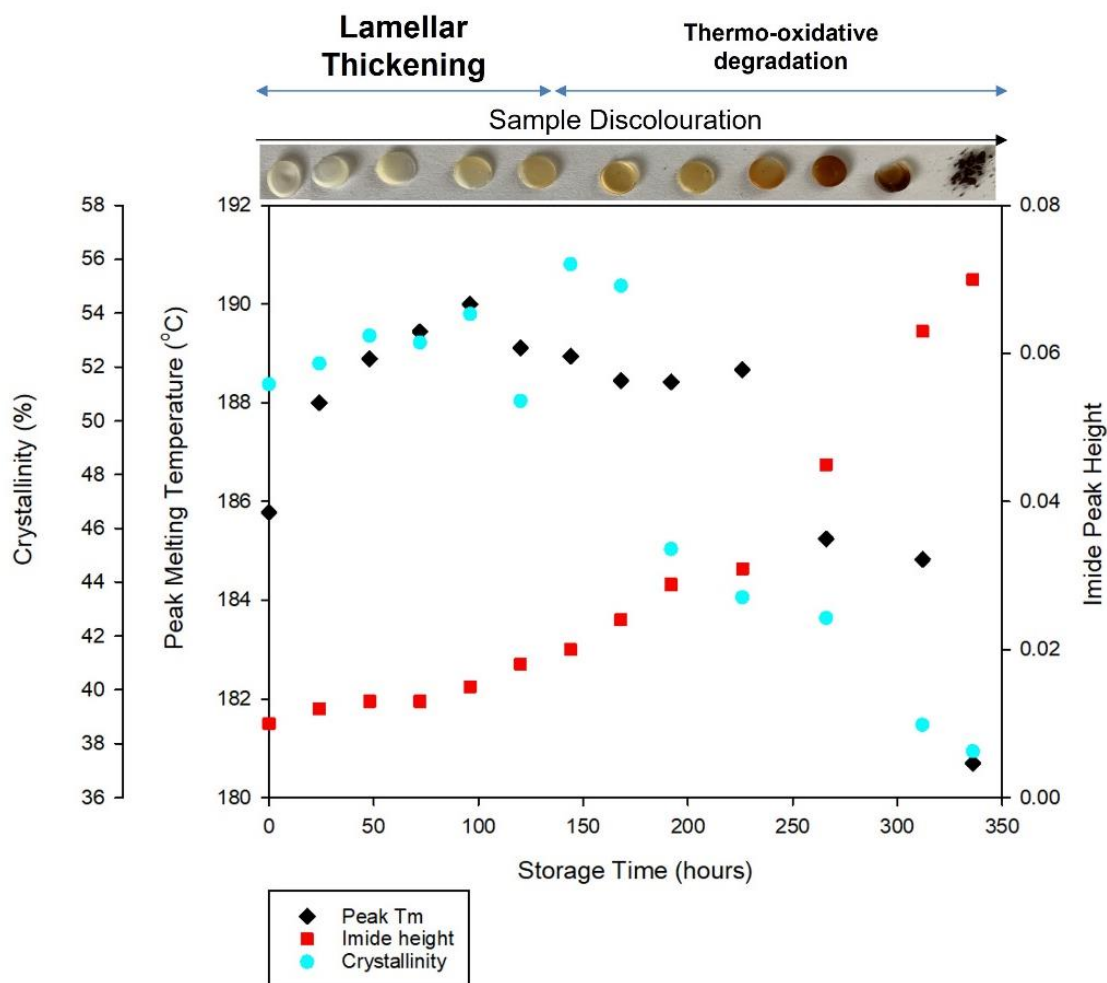 Lamellar
Thickening
Thermo-oxidative
degradation
Sample Discolouration
58
56
54
52
50
48
46
44
42
40
38
36
Crystallinity (%)
192
190
188
186
184
182
180
Peak Melting Temperature (°C)
0.08
0.06
0.04
0.02
0.00
Imide Peak Height
0 50 100 150 200 250 300 350
Storage Time (hours)
Peak Tm
Imide height
Crystallinity